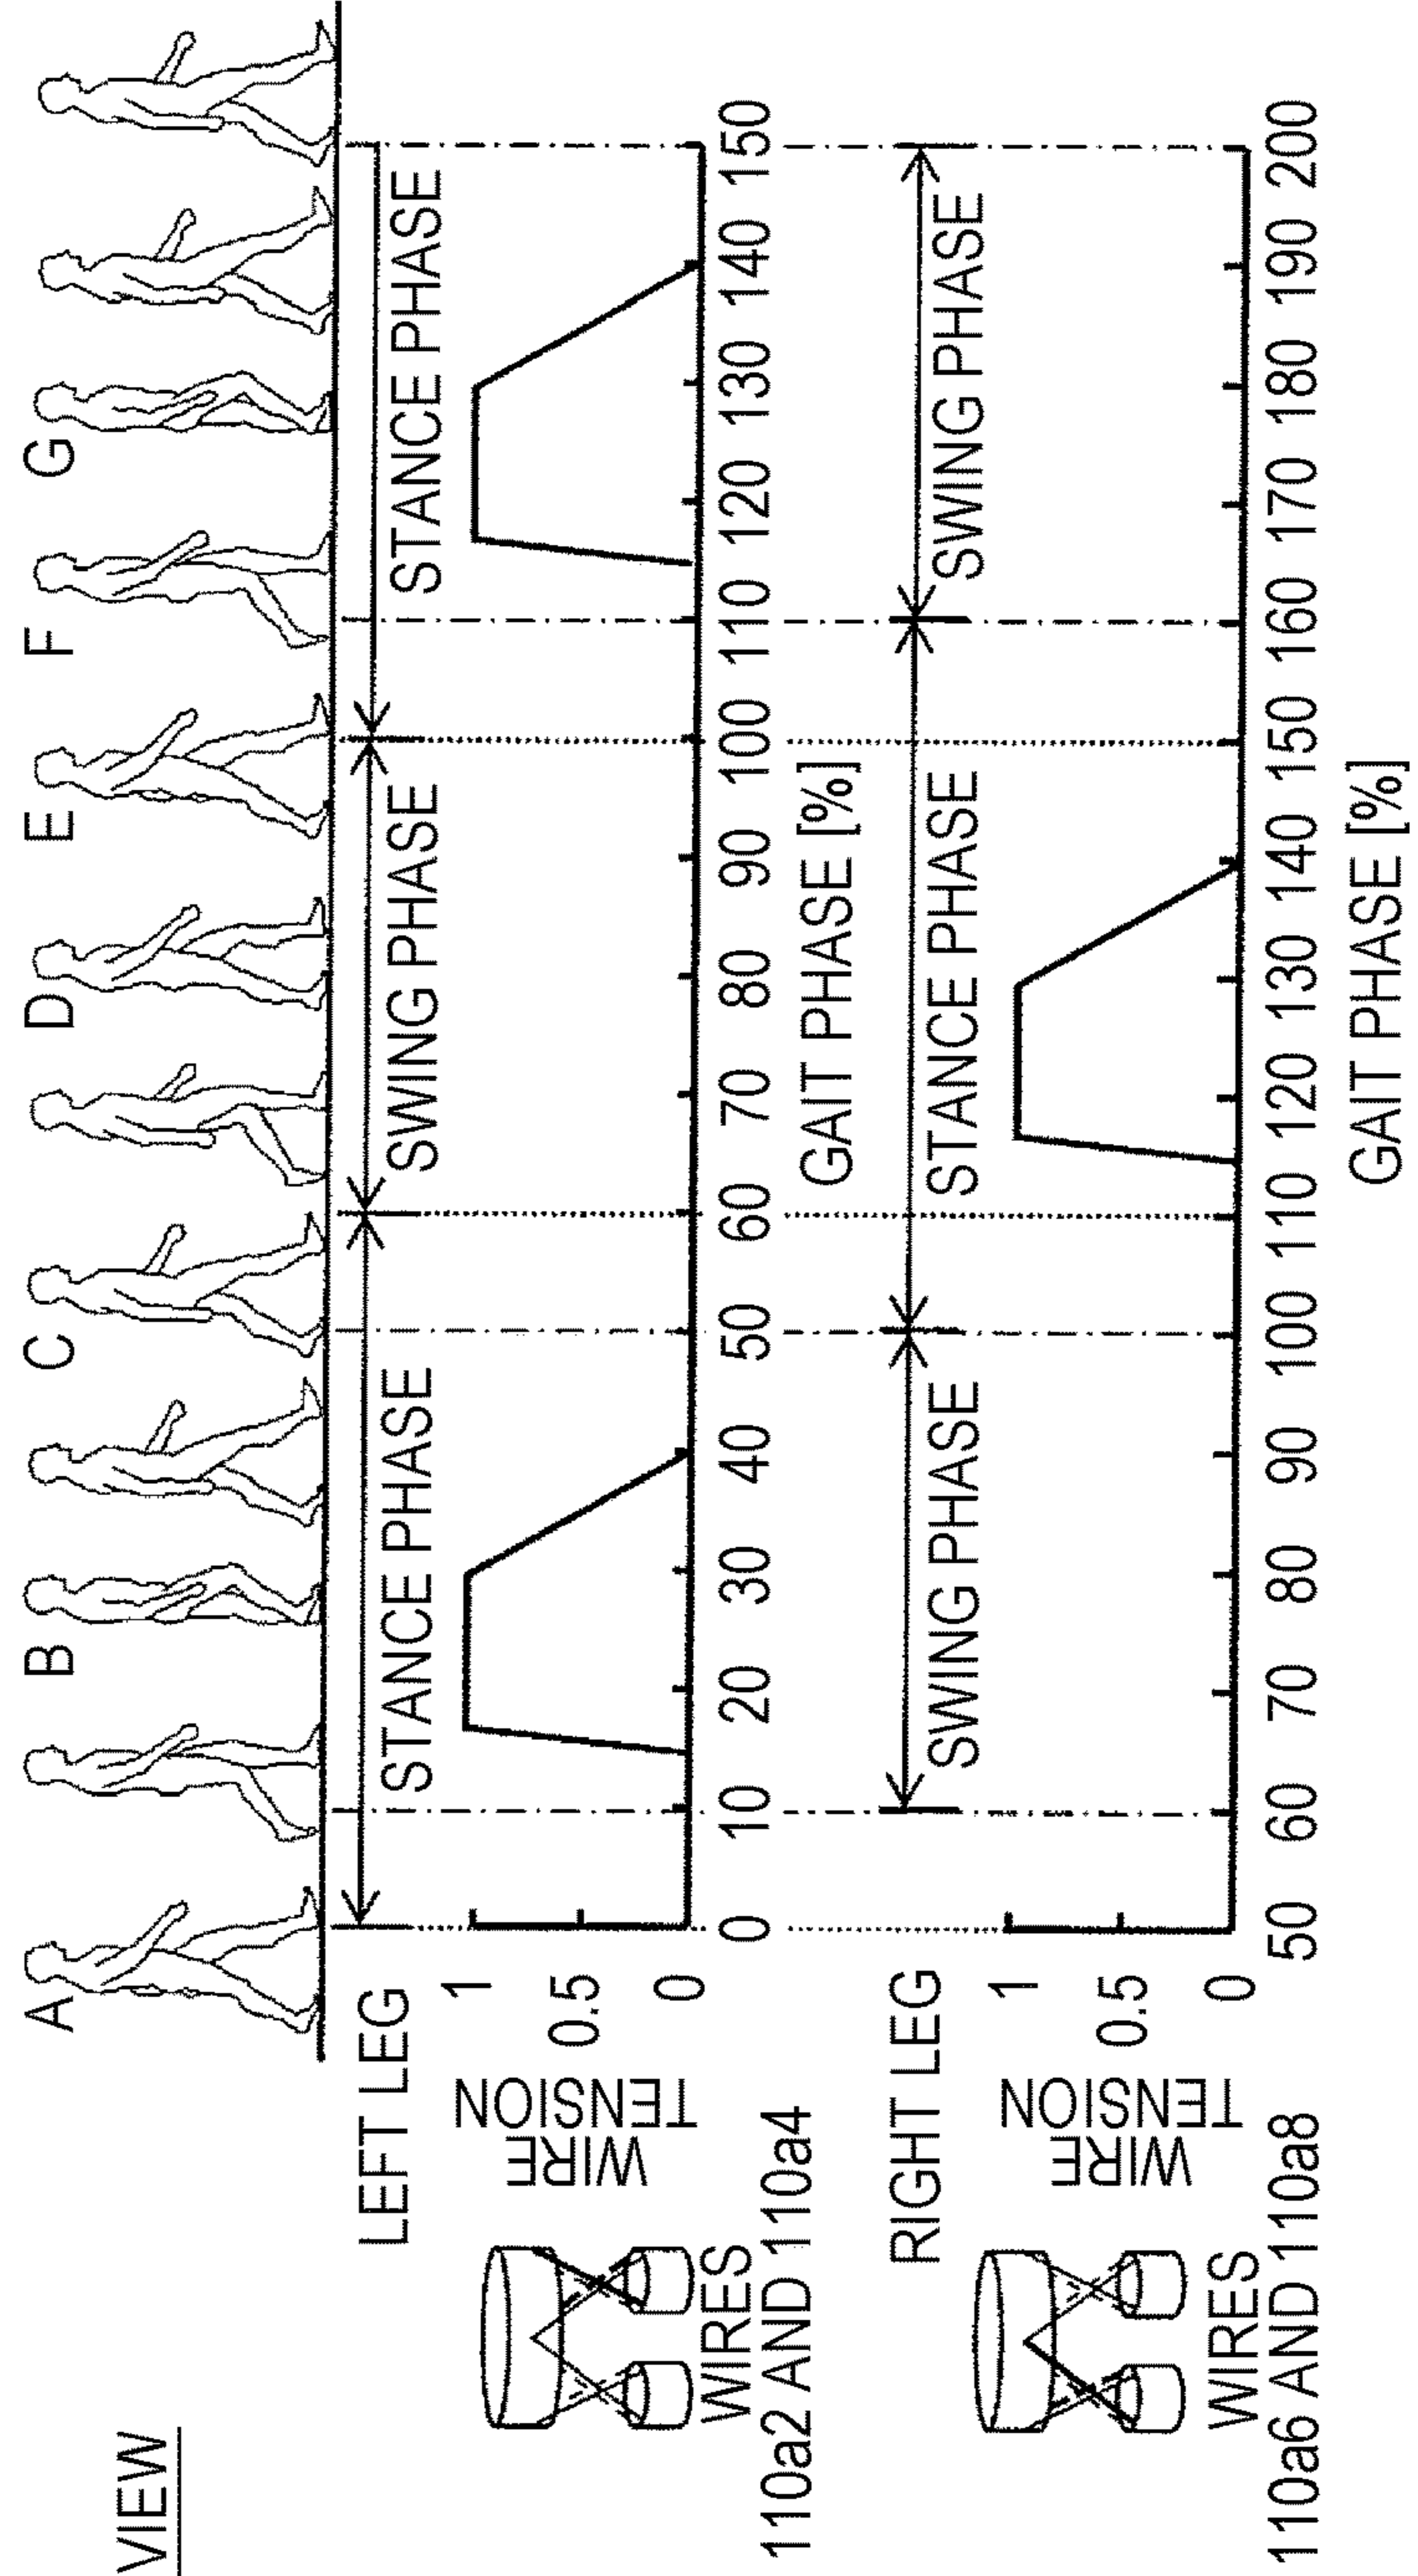 VIEW
A B C D E F G
LEFT LEG
STANCE PHASE SWING PHASE STANCE PHASE
WIRE
TENSION
1
0.5
0
0 10 20 30 40 50 60 70 80 90 100 110 120 130 140 150
GAIT PHASE [%]
WIRES
110a2 AND 110a4
RIGHT LEG
SWING PHASE STANCE PHASE SWING PHASE
WIRE
TENSION
1
0.5
0
50 60 70 80 90 100 110 120 130 140 150 160 170 180 190 200
GAIT PHASE [%]
WIRES
110a6 AND 110a8